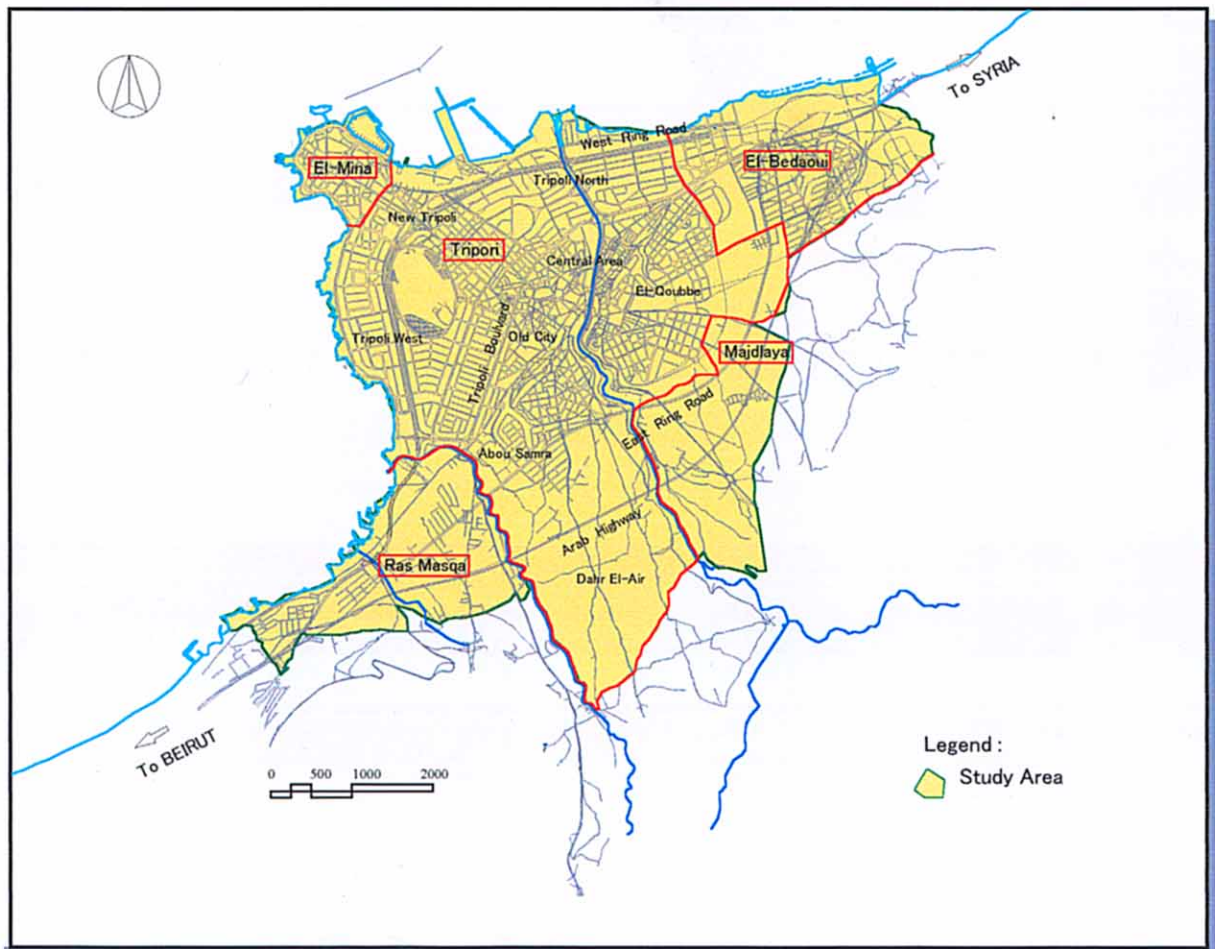 To SYRIA
West Ring Road
El-Mina
El-Bedaoui
Tripoli North
New Tripoli
Tripori
Central Area
El-Qoubbe
Tripoli West
Tripoli Boulvard
Old City
Majdlaya
East Ring Road
Abou Samra
Arab Highway
Ras Masqa
Dahr El-Air
To BEIRUT
0 500 1000 2000
Legend :
Study Area